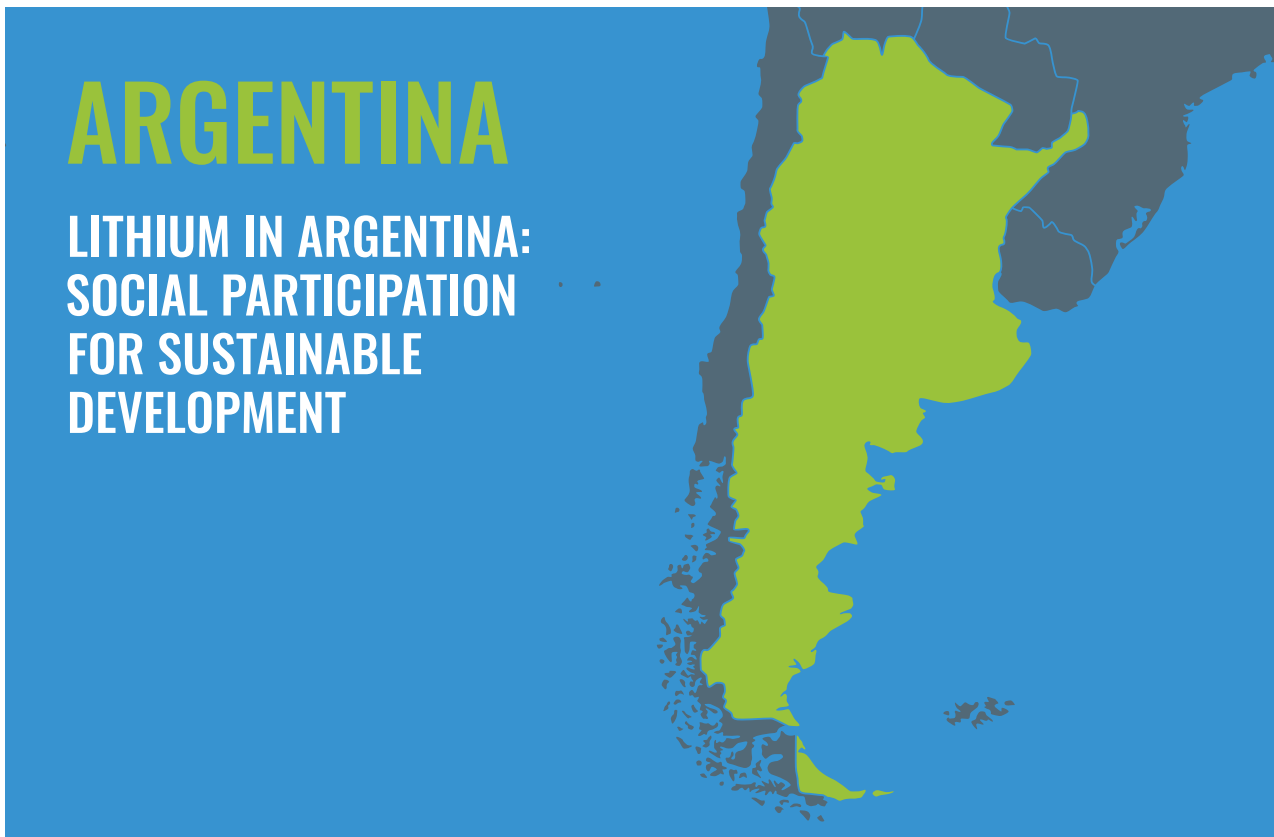 ARGENTINA
LITHIUM IN ARGENTINA:
SOCIAL PARTICIPATION
FOR SUSTAINABLE
DEVELOPMENT